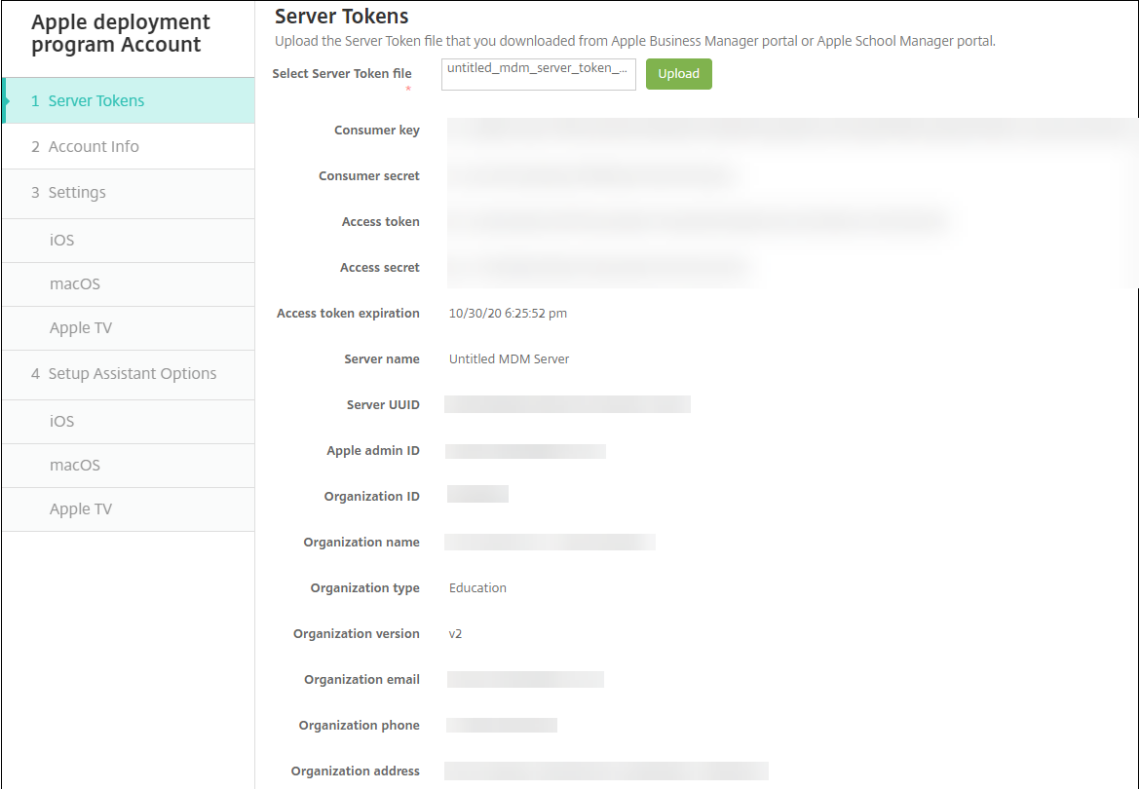 Apple deployment
program Account
1 Server Tokens
2 Account Info
3 Settings
iOS
macOS
Apple TV
4 Setup Assistant Options
iOS
macOS
Apple TV
Server Tokens
Upload the Server Token file that you downloaded from Apple Business Manager portal or Apple School Manager portal.
Select Server Token file * untitled_mdm_server_token_... Upload
Consumer key
Consumer secret
Access token
Access secret
Access token expiration 10/30/20 6:25:52 pm
Server name Untitled MDM Server
Server UUID
Apple admin ID
Organization ID
Organization name
Organization type Education
Organization version v2
Organization email
Organization phone
Organization address